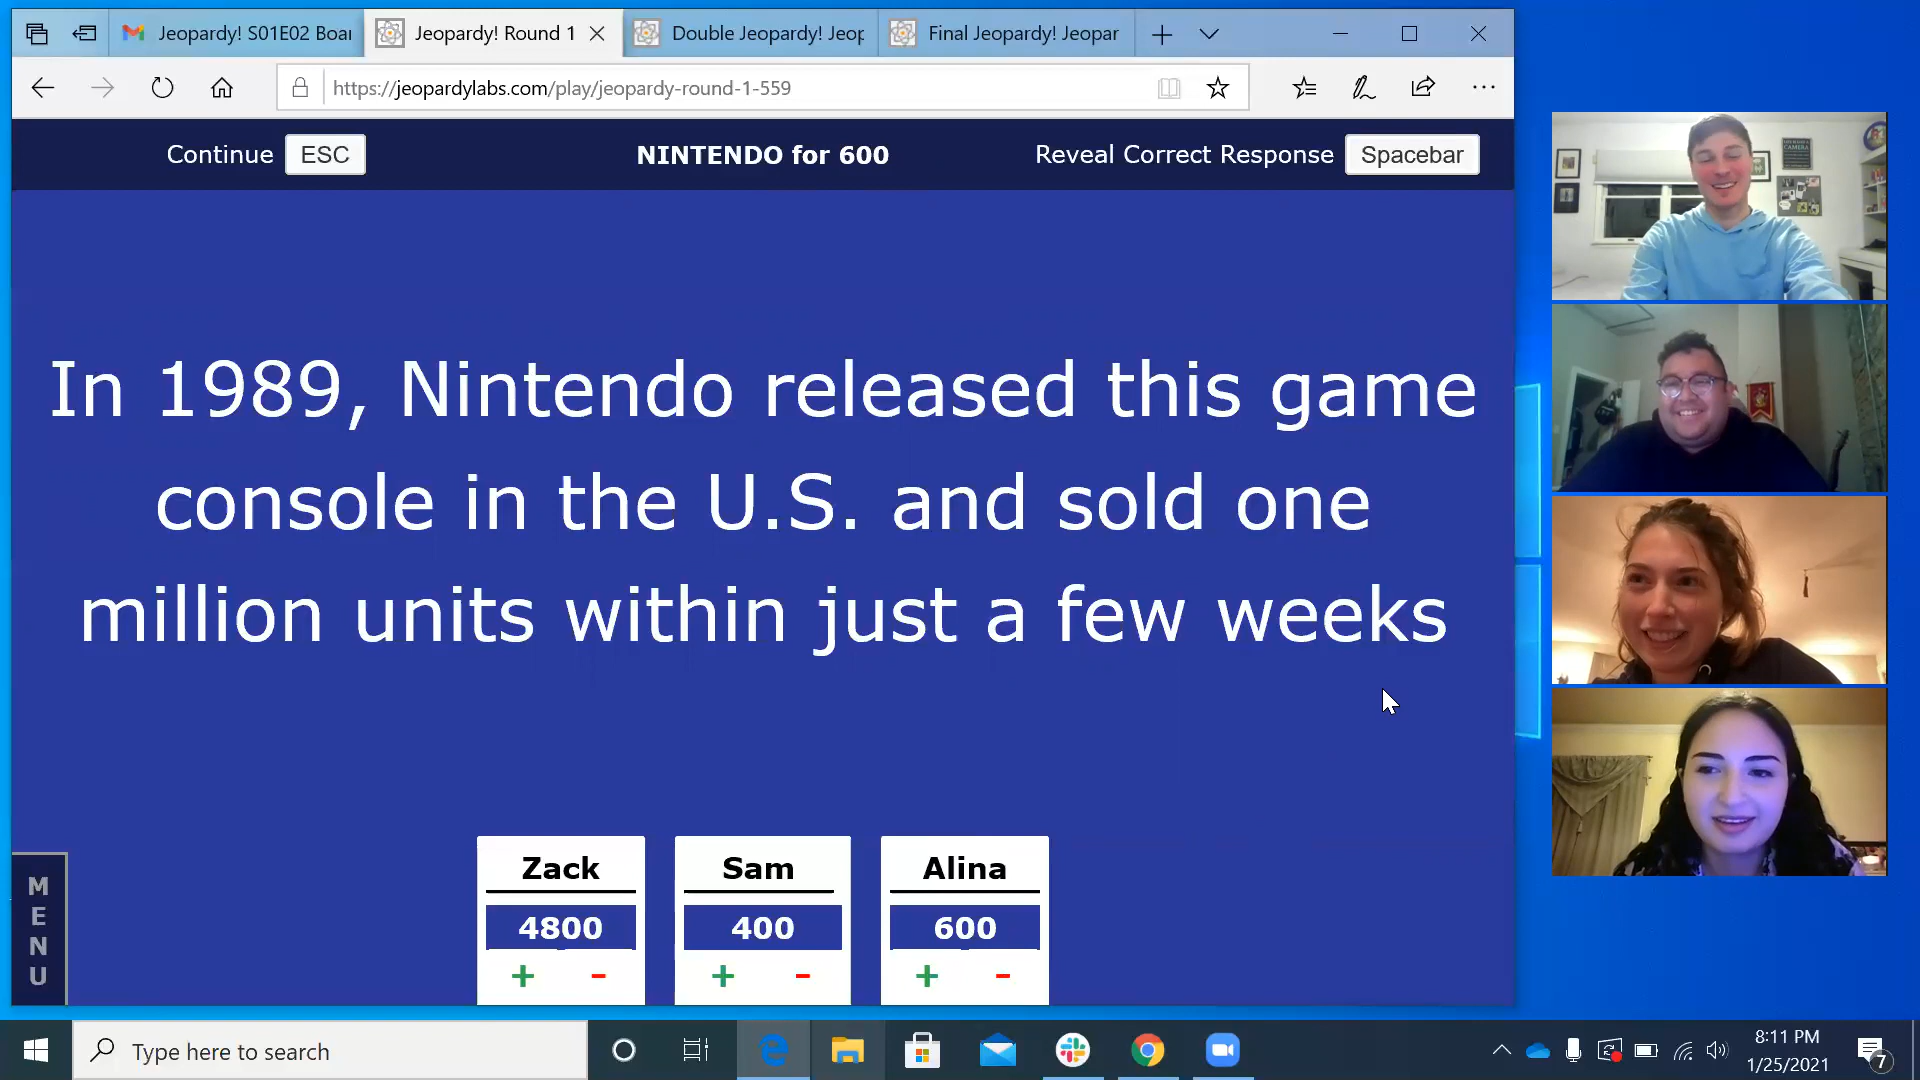 Jeopardy! S01E02 Boar
Jeopardy! Round 1
Double Jeopardy! Jeop
Final Jeopardy! Jeopar
https://jeopardylabs.com/play/jeopardy-round-1-559
Continue ESC
NINTENDO for 600
Reveal Correct Response Spacebar
In 1989, Nintendo released this game
console in the U.S. and sold one
million units within just a few weeks
Zack Sam Alina
4800 400 600
+ - + - + -
MENU
Type here to search
8:11 PM
1/25/2021
7